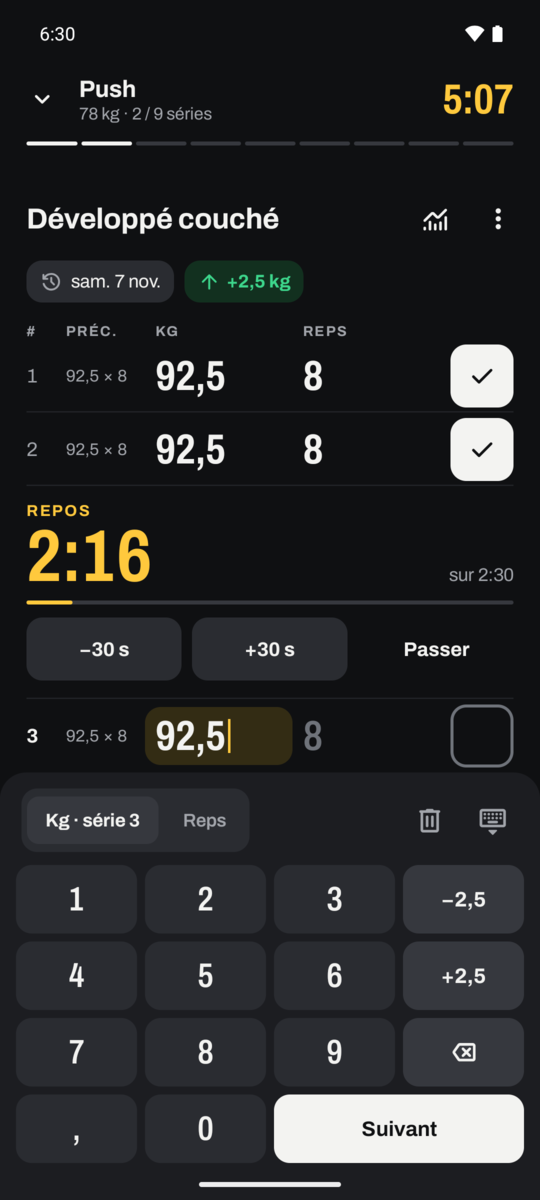 6:30
Push
78 kg · 2 / 9 séries
5:07
Développé couché
sam. 7 nov.
+2,5 kg
# PRÉC. KG REPS
1 92,5 × 8 92,5 8
2 92,5 × 8 92,5 8
REPOS
2:16
sur 2:30
−30 s +30 s Passer
3 92,5 × 8 92,5 8
Kg · série 3 Reps
1 2 3 −2,5
4 5 6 +2,5
7 8 9
, 0 Suivant